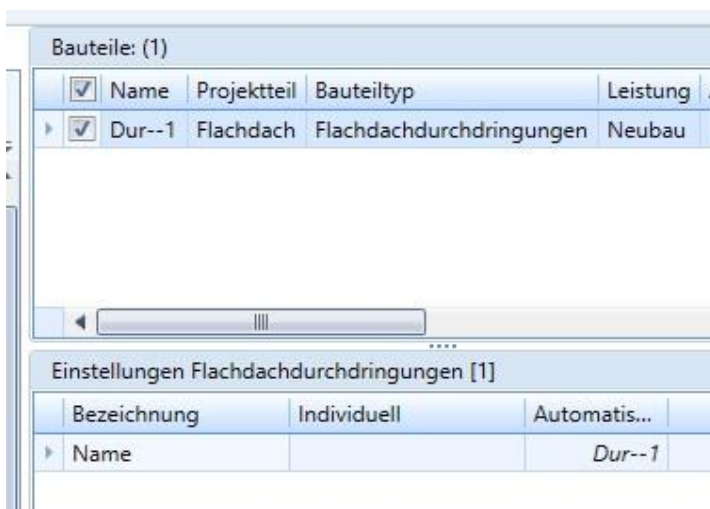 Bauteile: (1)
Name Projektteil Bauteiltyp Leistung
Dur--1 Flachdach Flachdachdurchdringungen Neubau
Einstellungen Flachdachdurchdringungen [1]
Bezeichnung Individuell Automatis...
Name Dur--1